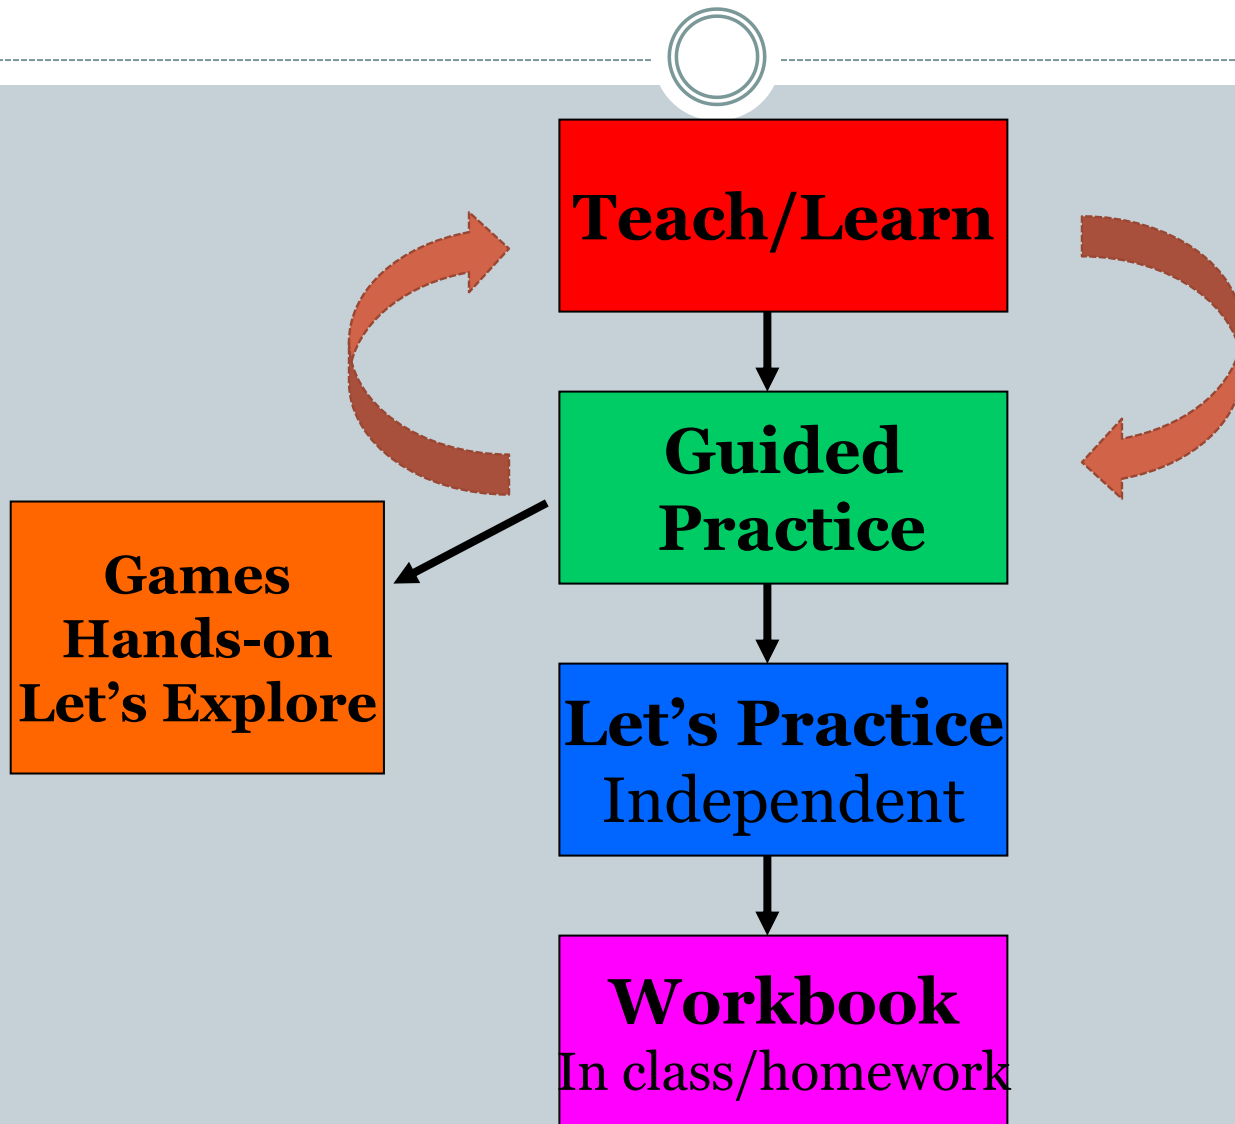 Teach/Learn
Guided
Practice
Games
Hands-on
Let’s Explore
Let’s Practice
Independent
Workbook
In class/homework